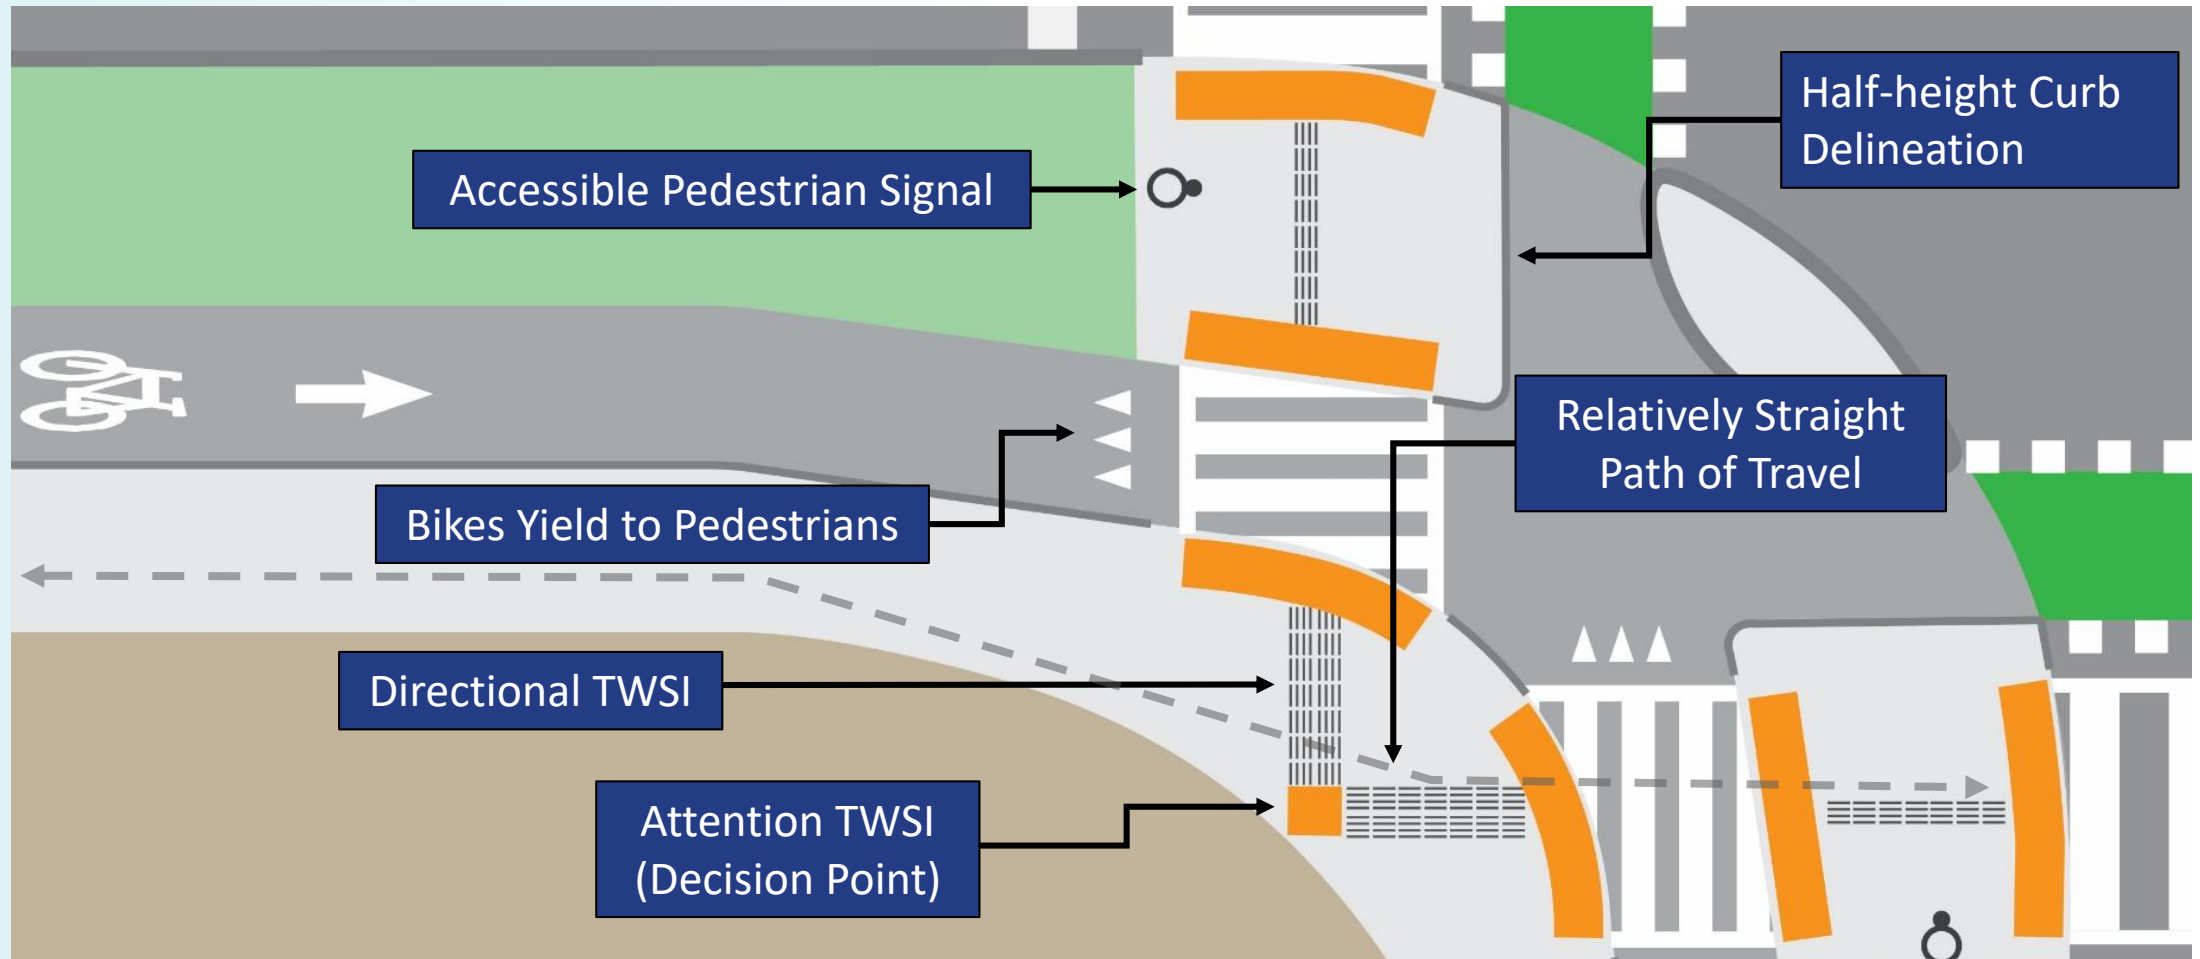 Half-height Curb
Delineation
Accessible Pedestrian Signal
Relatively Straight
Path of Travel
Bikes Yield to Pedestrians
Directional TWSI
Attention TWSI
(Decision Point)